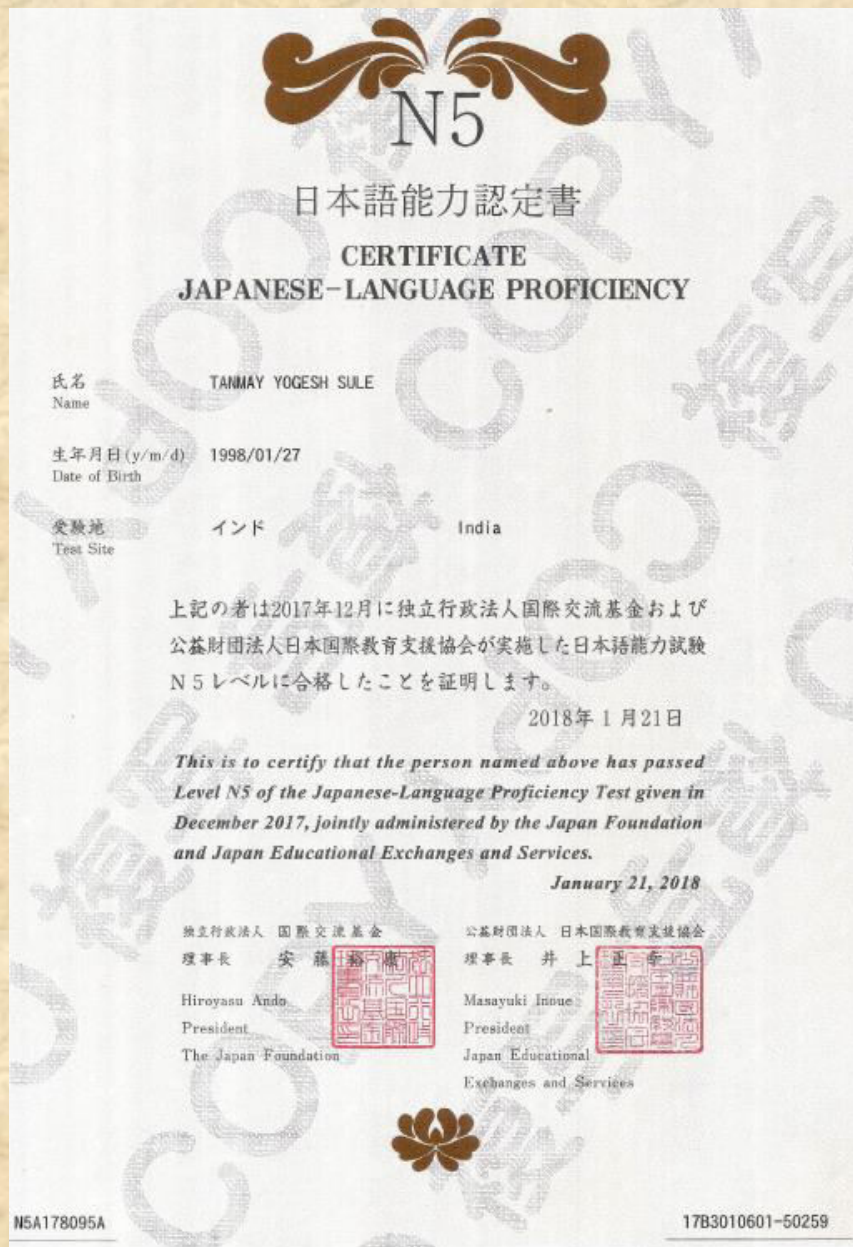 N5
日本語能力認定書
CERTIFICATE
JAPANESE-LANGUAGE PROFICIENCY
氏名 TANMAY YOGESH SULE
Name
生年月日(y/m/d) 1998/01/27
Date of Birth
受験地 インド India
Test Site
上記の者は2017年12月に独立行政法人国際交流基金および
公益財団法人日本国際教育支援協会が実施した日本語能力試験
N5レベルに合格したことを証明します。
2018年1月21日
This is to certify that the person named above has passed
Level N5 of the Japanese-Language Proficiency Test given in
December 2017, jointly administered by the Japan Foundation
and Japan Educational Exchanges and Services.
January 21, 2018
独立行政法人 国際交流基金
理事長 安藤裕康
Hiroyasu Ando
President
The Japan Foundation
公益財団法人 日本国際教育支援協会
理事長 井上正幸
Masayuki Inoue
President
Japan Educational
Exchanges and Services
N5A178095A
17B3010601-50259
COPY
複写